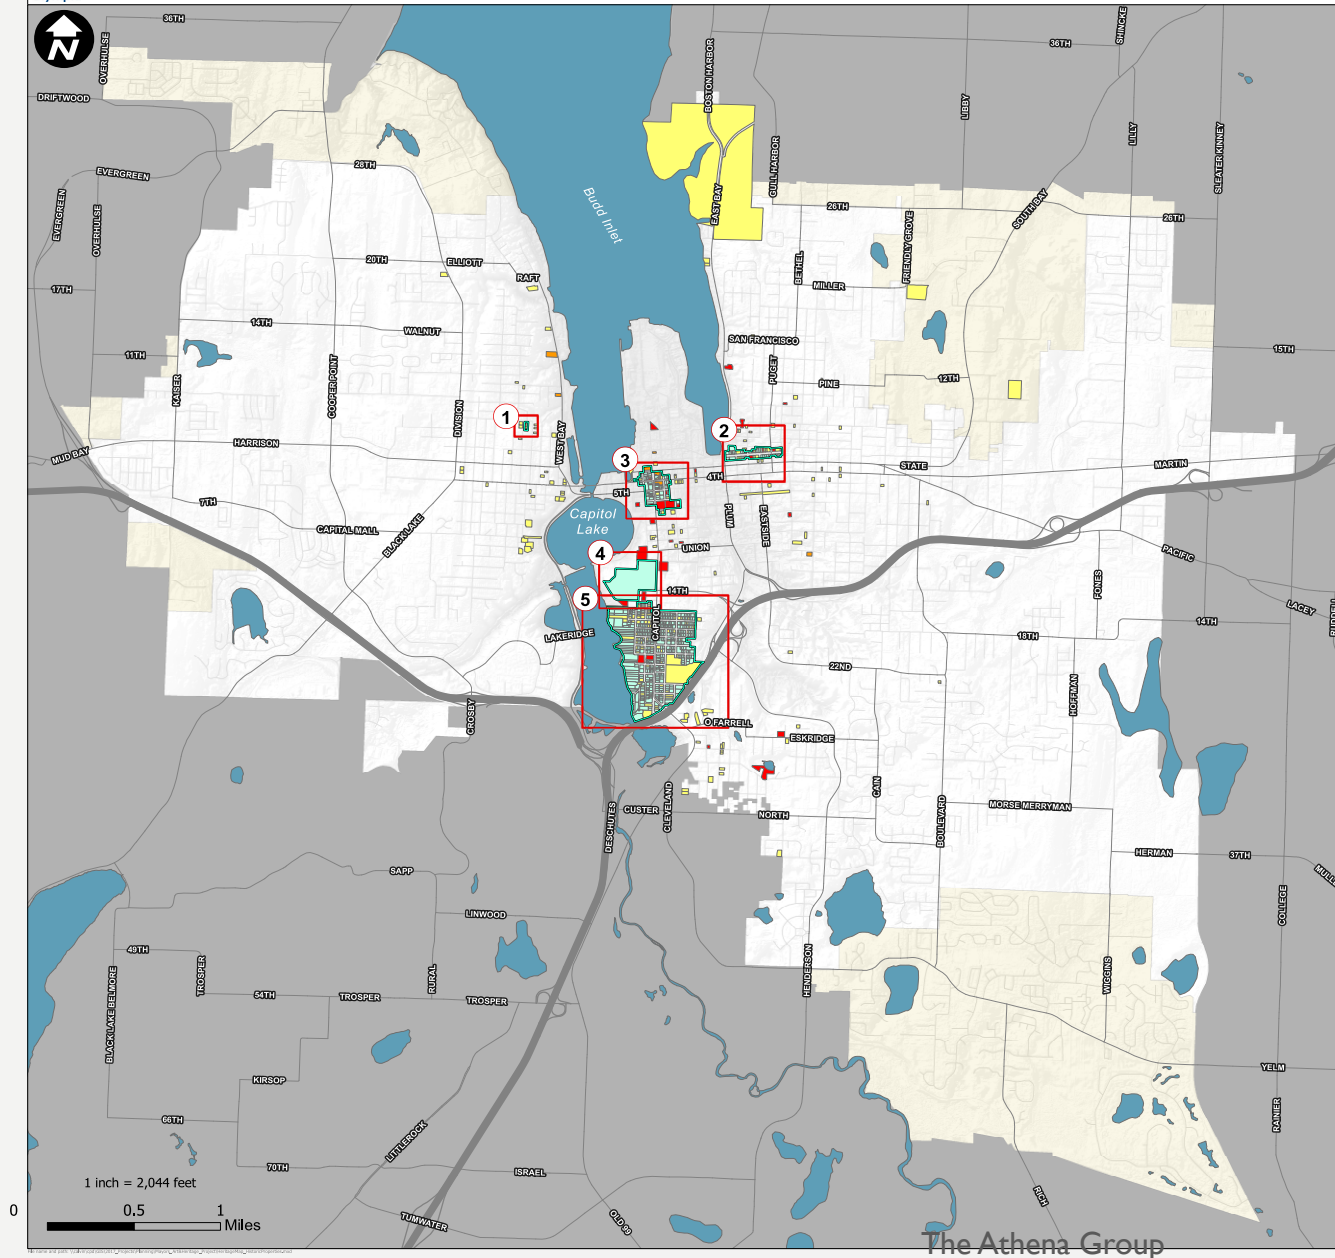 36TH
N
OVERHULSE
DRIFTWOOD
BOSTON HARBOR
SHINCKE
36TH
LIBBY
LILLY
SLEATER KINNEY
GULL HARBOR
EVERGREEN
28TH
EVERGREEN
OVERHULSE
EAST BAY
Budd Inlet
26TH
SOUTH BAY
26TH
FRIENDLY GROVE
20TH
ELLIOTT
RAFT
BETHEL
MILLER
17TH
14TH
WALNUT
SAN FRANCISCO
11TH
15TH
KAISER
COOPER POINT
PUGET
PINE
12TH
DIVISION
1
WEST BAY
2
HARRISON
MUD BAY
3
STATE
MARTIN
4TH
5TH
7TH
CAPITAL MALL
BLACK LAKE
Capitol
Lake
PLUM
EASTSIDE
UNION
PACIFIC
4
14TH
FONES
5
CAPITOL
LACEY
RUDDELL
14TH
LAKERIDGE
18TH
22ND
HOFFMAN
CROSBY
O FARRELL
ESKRIDGE
CAIN
BOULEVARD
DESCHUTES
CUSTER
CLEVELAND
NORTH
MORSE MERRYMAN
HERMAN
37TH
SAPP
COLLEGE
LINWOOD
49TH
TROSPER
RURAL
HENDERSON
WIGGINS
BLACK LAKE BELMORE
54TH
TROSPER
TROSPER
YELM
KIRSOP
66TH
RAINIER
LITTLEROCK
70TH
ISRAEL
1 inch = 2,044 feet
RICH
0 0.5 1
Miles
TUMWATER
OLD 99
The Athena Group